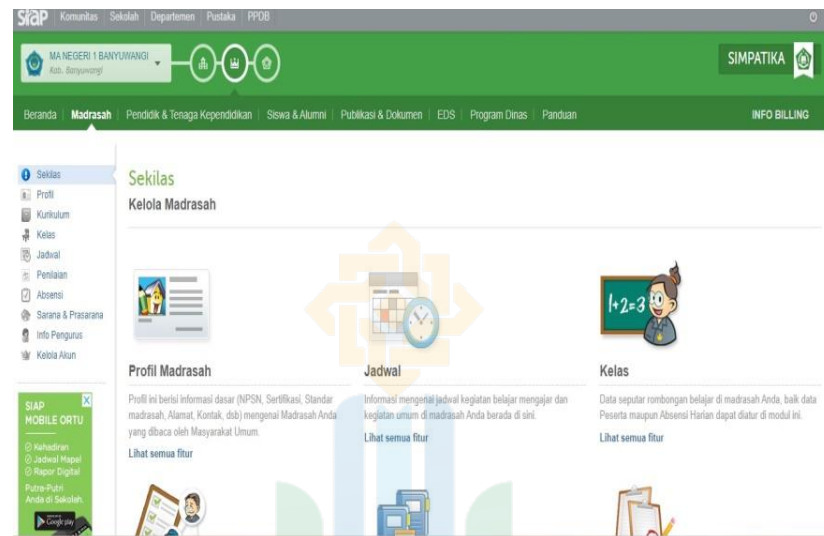 siap Komunitas Sekolah Departemen Pustaka PPDB
MA NEGERI 1 BANYUWANGI
Kab. Banyuwangi
SIMPATIKA
Beranda Madrasah Pendidik & Tenaga Kependidikan Siswa & Alumni Publikasi & Dokumen EDS Program Dinas Panduan INFO BILLING
Sekilas
Profil
Kurikulum
Kelas
Jadwal
Penilaian
Absensi
Sarana & Prasarana
Info Pengurus
Kelola Akun
SIAP
MOBILE ORTU
Kehadiran
Jadwal Mapel
Rapor Digital
Putra-Putri
Anda di Sekolah.
Google play
Sekilas
Kelola Madrasah
Profil Madrasah
Profil ini berisi informasi dasar (NPSN, Sertifikasi, Standar
madrasah, Alamat, Kontak, dsb) mengenai Madrasah Anda
yang dibaca oleh Masyarakat Umum.
Lihat semua fitur
Jadwal
Informasi mengenai jadwal kegiatan belajar mengajar dan
kegiatan umum di madrasah Anda berada di sini.
Lihat semua fitur
1+2=3
Kelas
Data seputar rombongan belajar di madrasah Anda, baik data
Peserta maupun Absensi Harian dapat diatur di modul ini.
Lihat semua fitur